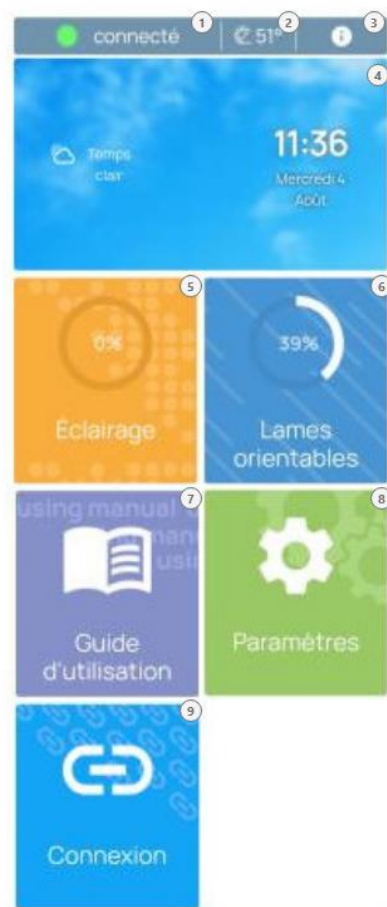 connecté 1 51° 2 3
4
Temps
clair
11:36
Mercredi 4
Août
5
0%
Éclairage
6
39%
Lames
orientables
7
using manual
using
Guide
d'utilisation
8
Paramètres
9
Connexion